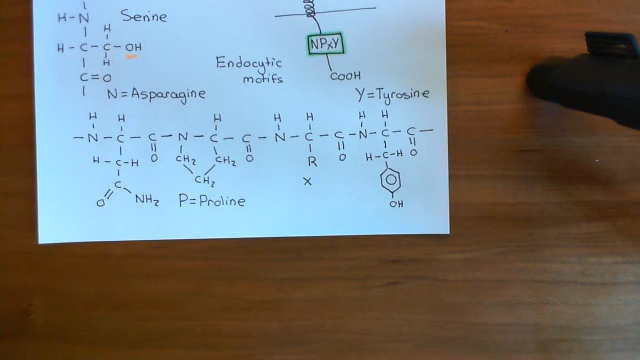 H-N Serine
H
H
H-C-C-OH
H
C=O
N=Asparagine
Endocytic
motifs
NPxY
COOH
Y=Tyrosine
H H H H H H H
-N-C-C-N-C-C-N-C-C-N-C-C-
O O O O
H-C-H CH₂ CH₂ R H-C-H
CH₂ x
C
O NH₂ P=Proline OH